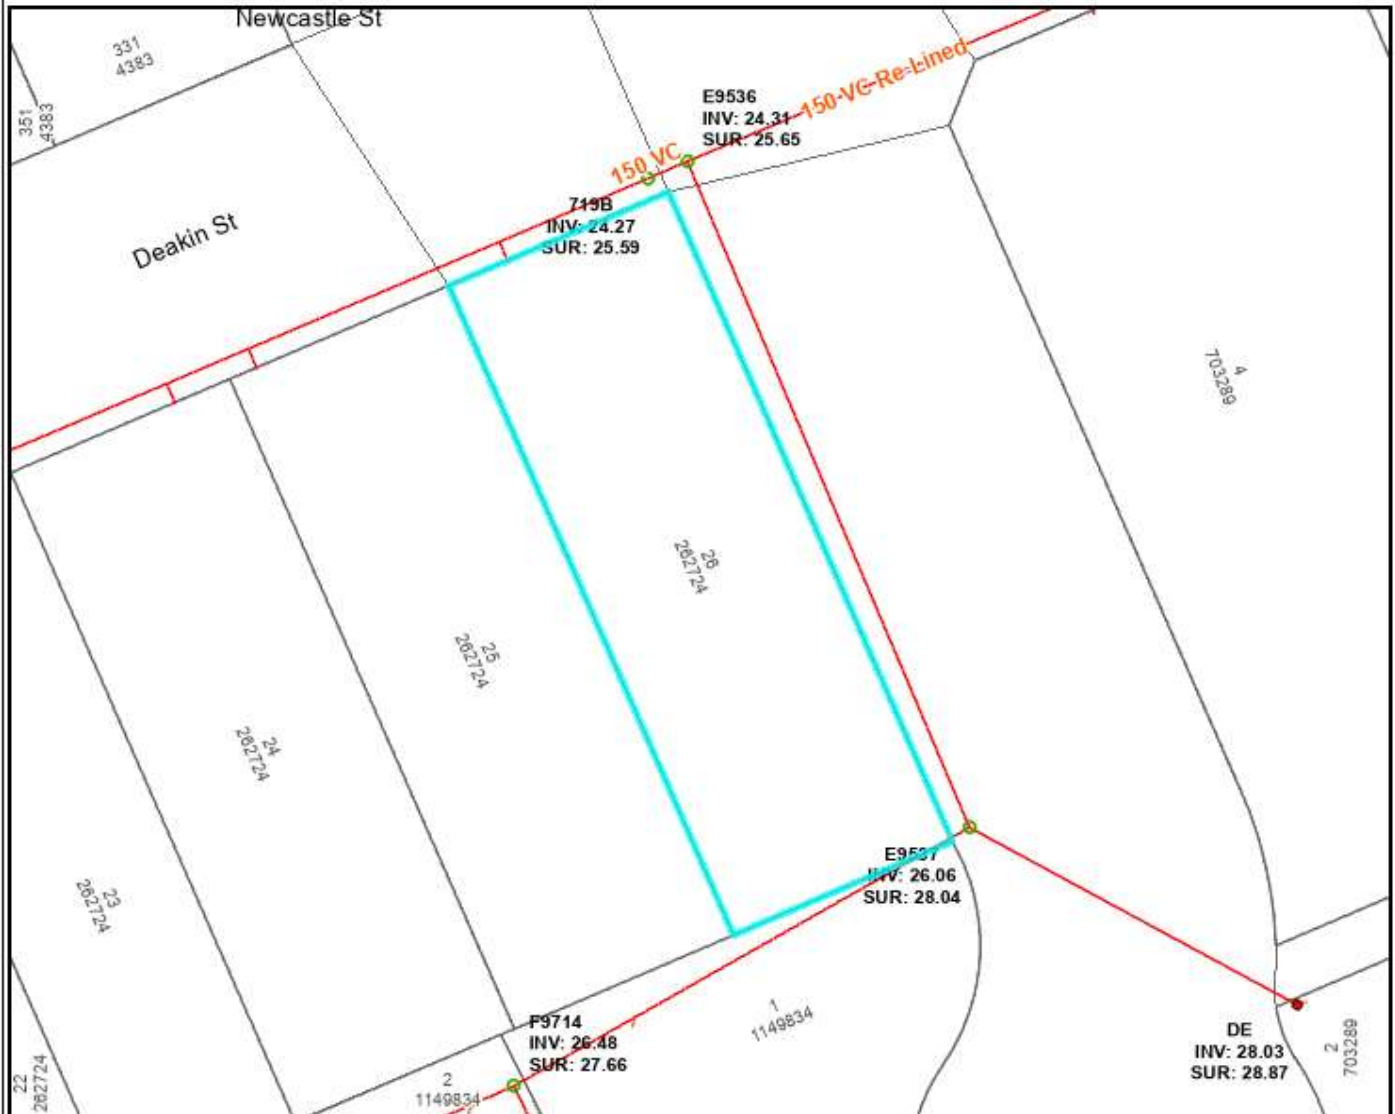 Newcastle St
331
4383
351
4383
E9536
INV: 24.31
SUR: 25.65
150 VC Re-Lined
150 VC
719B
INV: 24.27
SUR: 25.59
Deakin St
4
703289
26
262724
25
262724
24
262724
23
262724
E9537
INV: 26.06
SUR: 28.04
1
1149834
F9714
INV: 26.48
SUR: 27.66
DE
INV: 28.03
SUR: 28.87
2
703289
22
262724
2
1149834